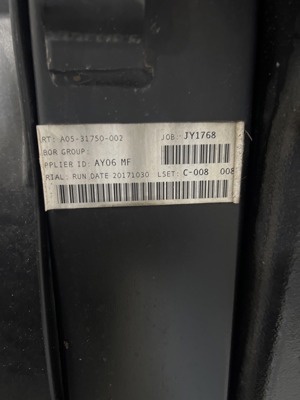 RT: A05-31750-002 JOB: JY1768
BOR GROUP:
PPLIER ID: AY06 MF
RIAL: RUN DATE 20171030 LSET: C-008 .008